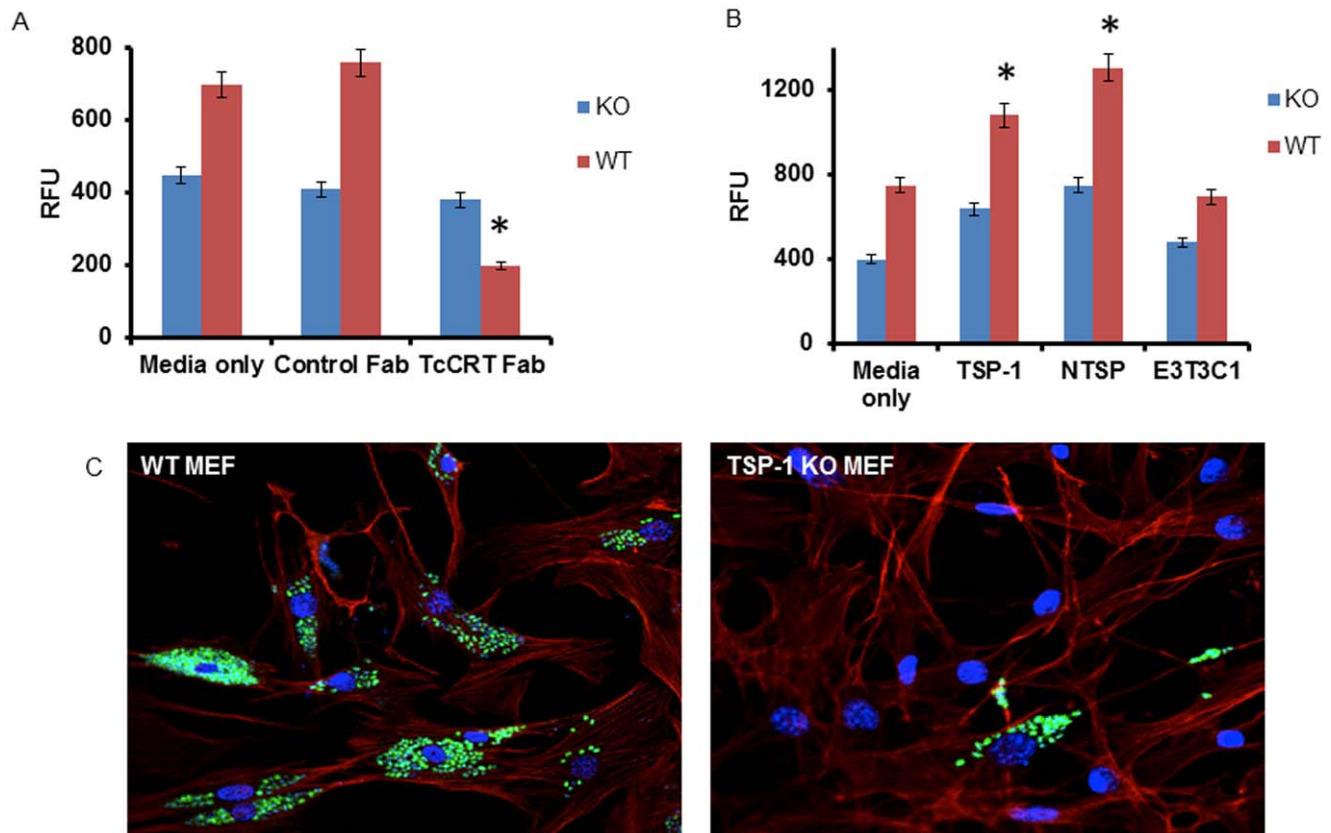 A
800
600
400
200
0
RFU
Media only Control Fab TcCRT Fab
*
KO
WT
B
1200
800
400
0
RFU
Media only TSP-1 NTSP E3T3C1
*
*
KO
WT
C
WT MEF
TSP-1 KO MEF